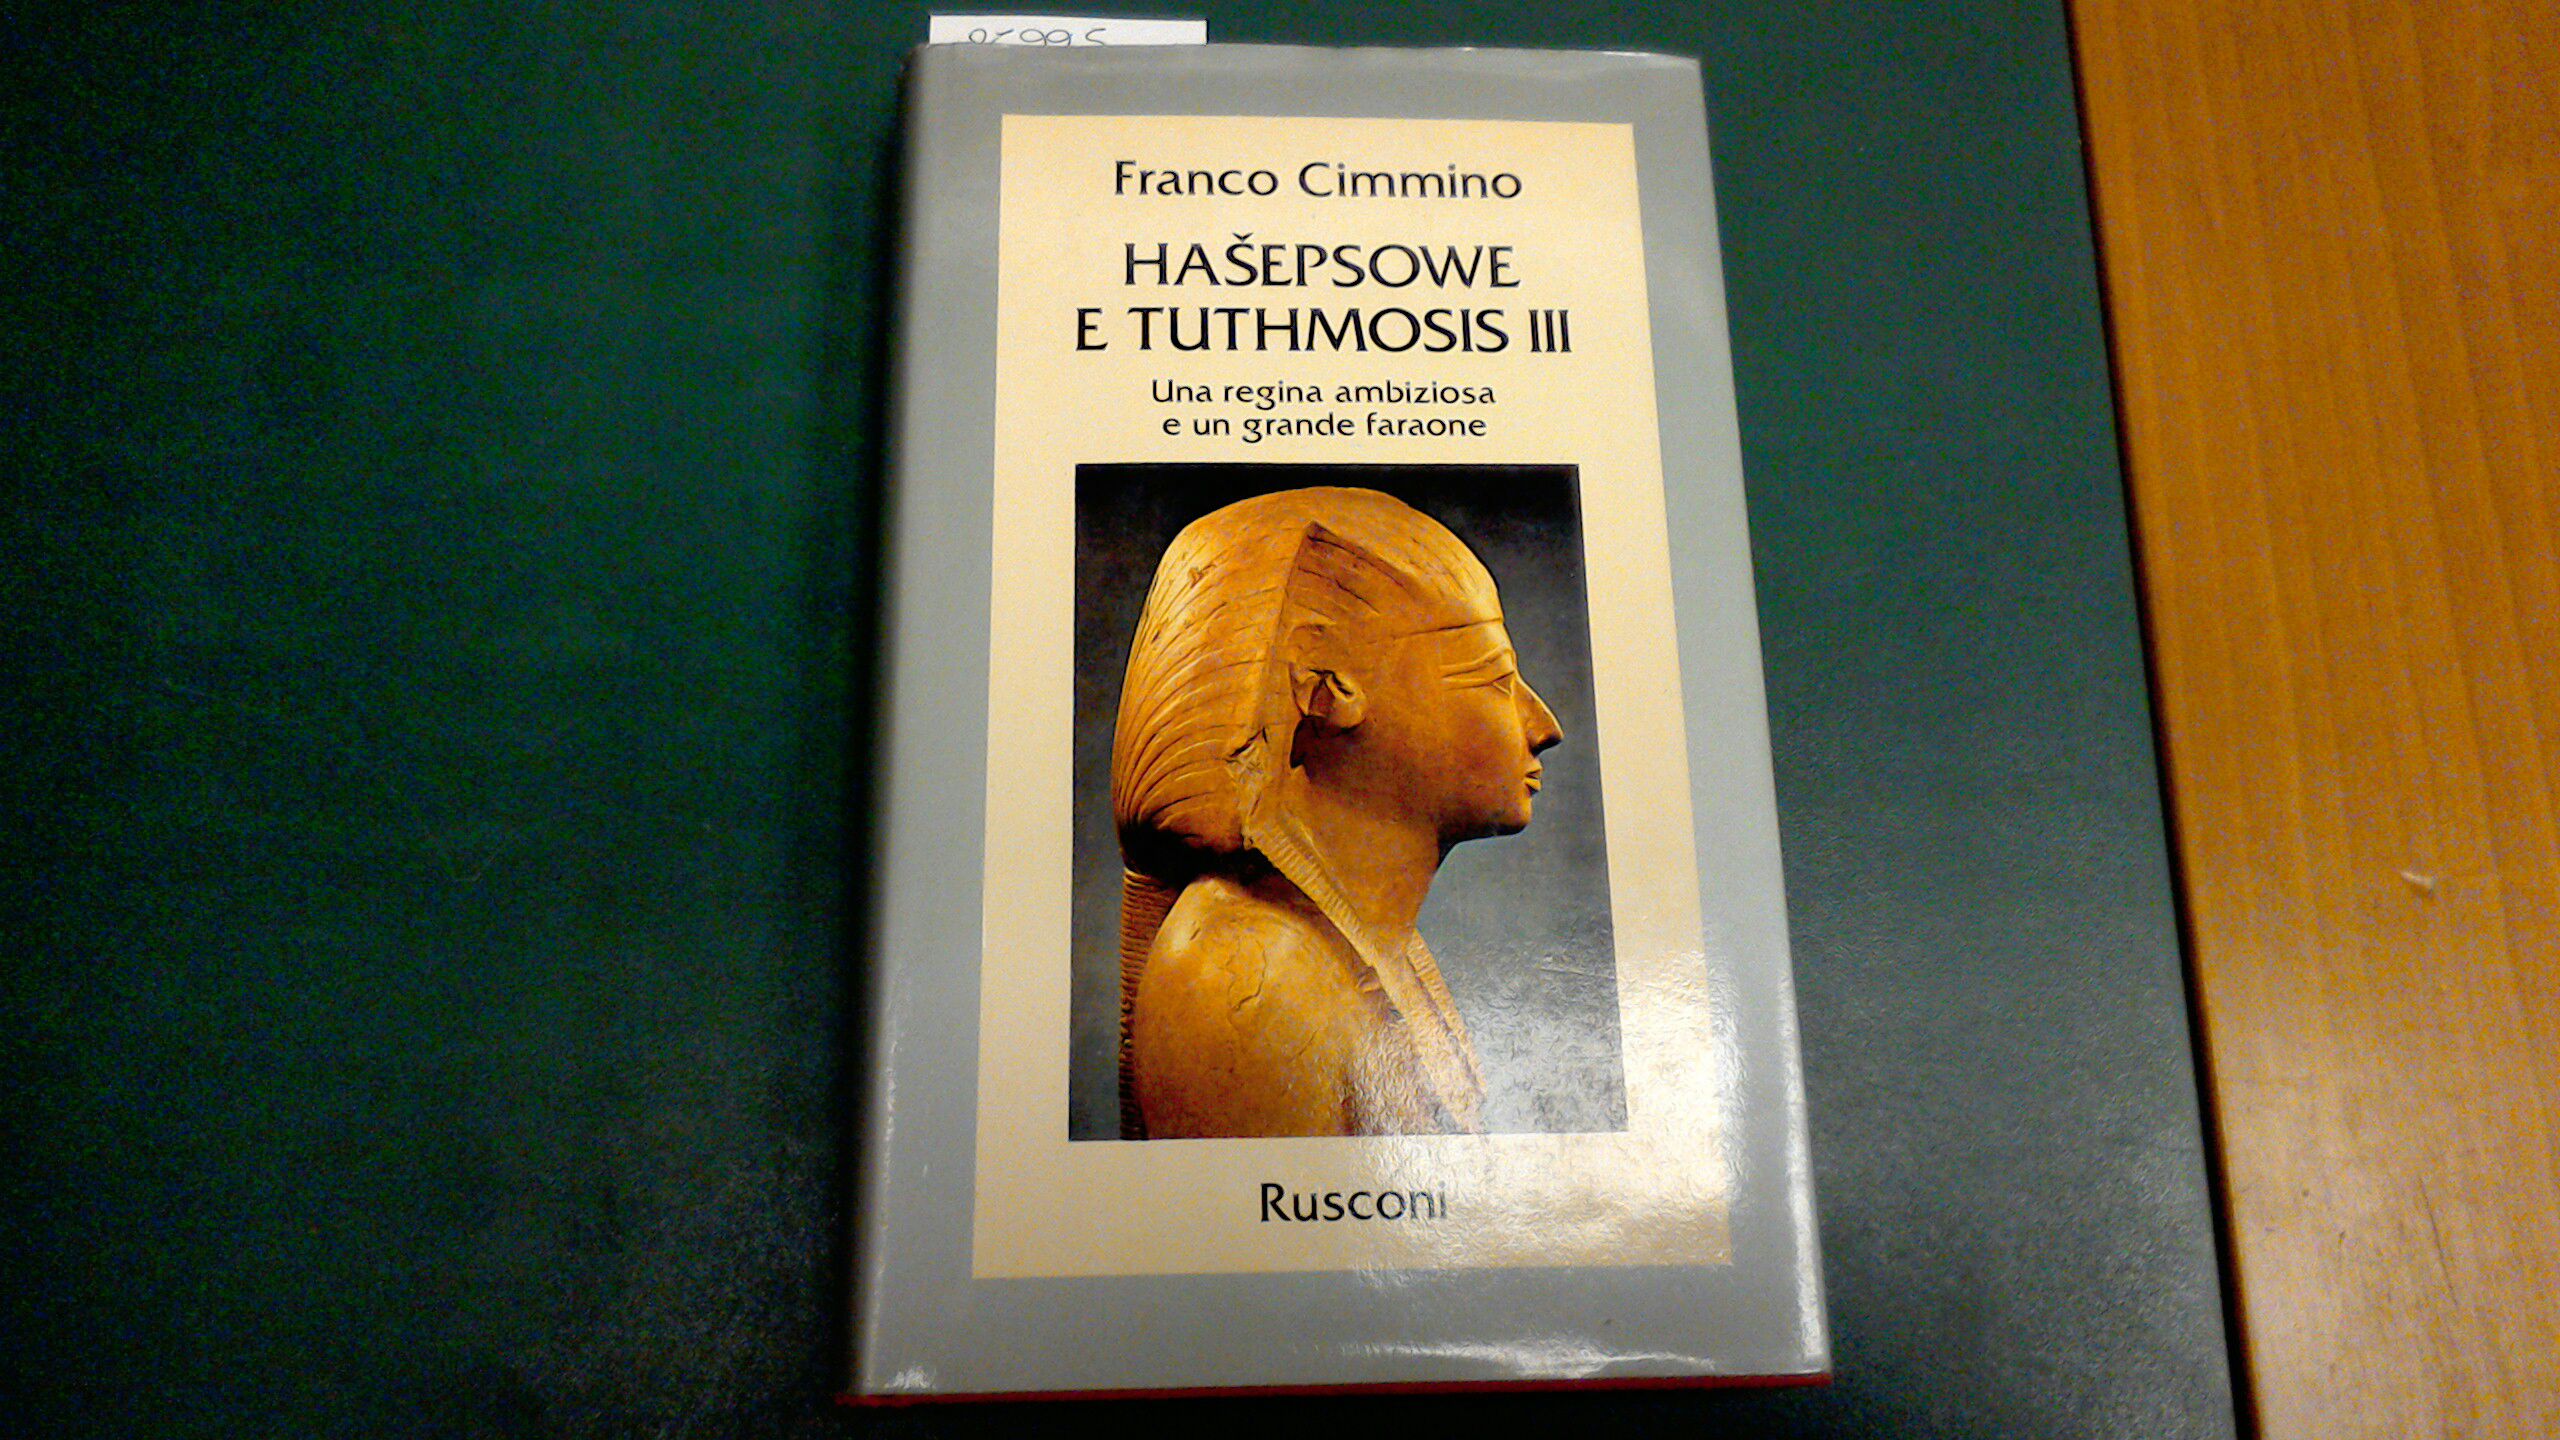 Franco Cimmino
HAŠEPSOWE
E TUTHMOSIS III
Una regina ambiziosa
e un grande faraone
Rusconi